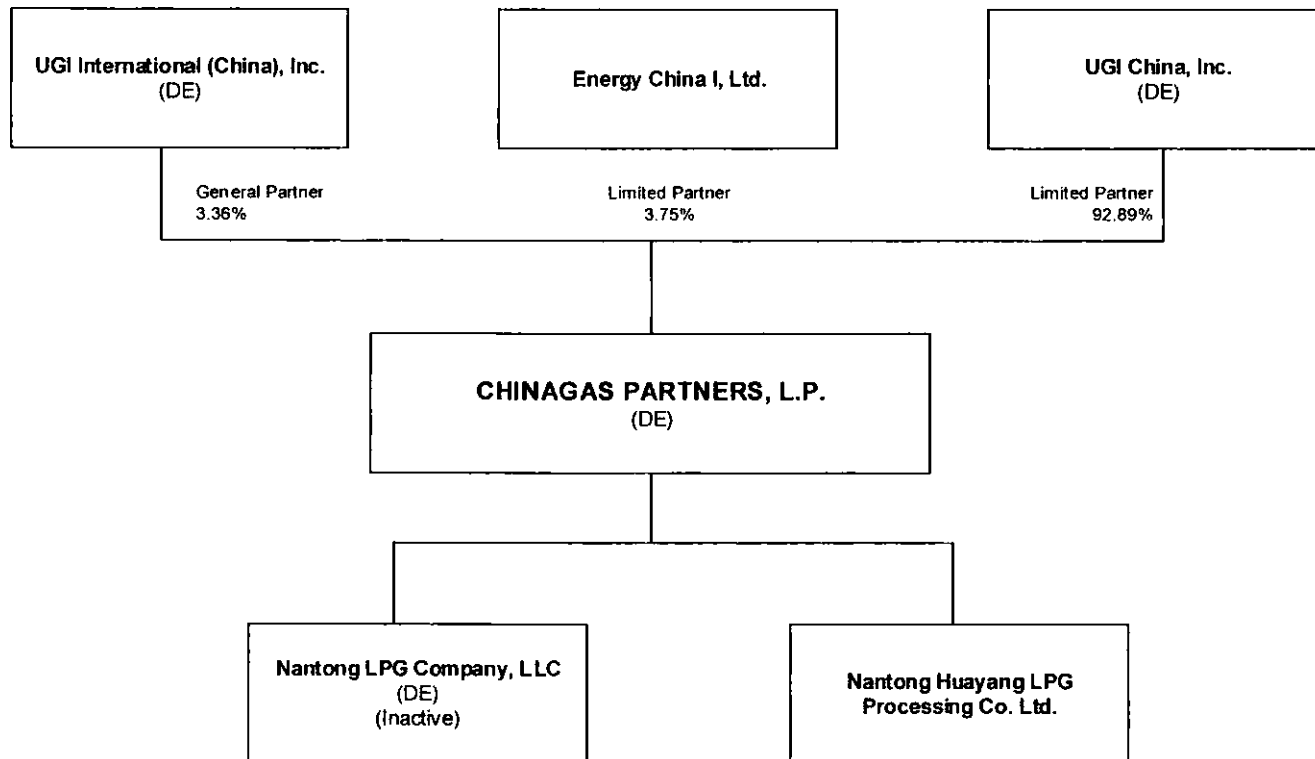 UGI International (China), Inc.
(DE)
Energy China I, Ltd.
UGI China, Inc.
(DE)
General Partner
3.36%
Limited Partner
3.75%
Limited Partner
92.89%
CHINAGAS PARTNERS, L.P.
(DE)
Nantong LPG Company, LLC
(DE)
(Inactive)
Nantong Huayang LPG
Processing Co. Ltd.